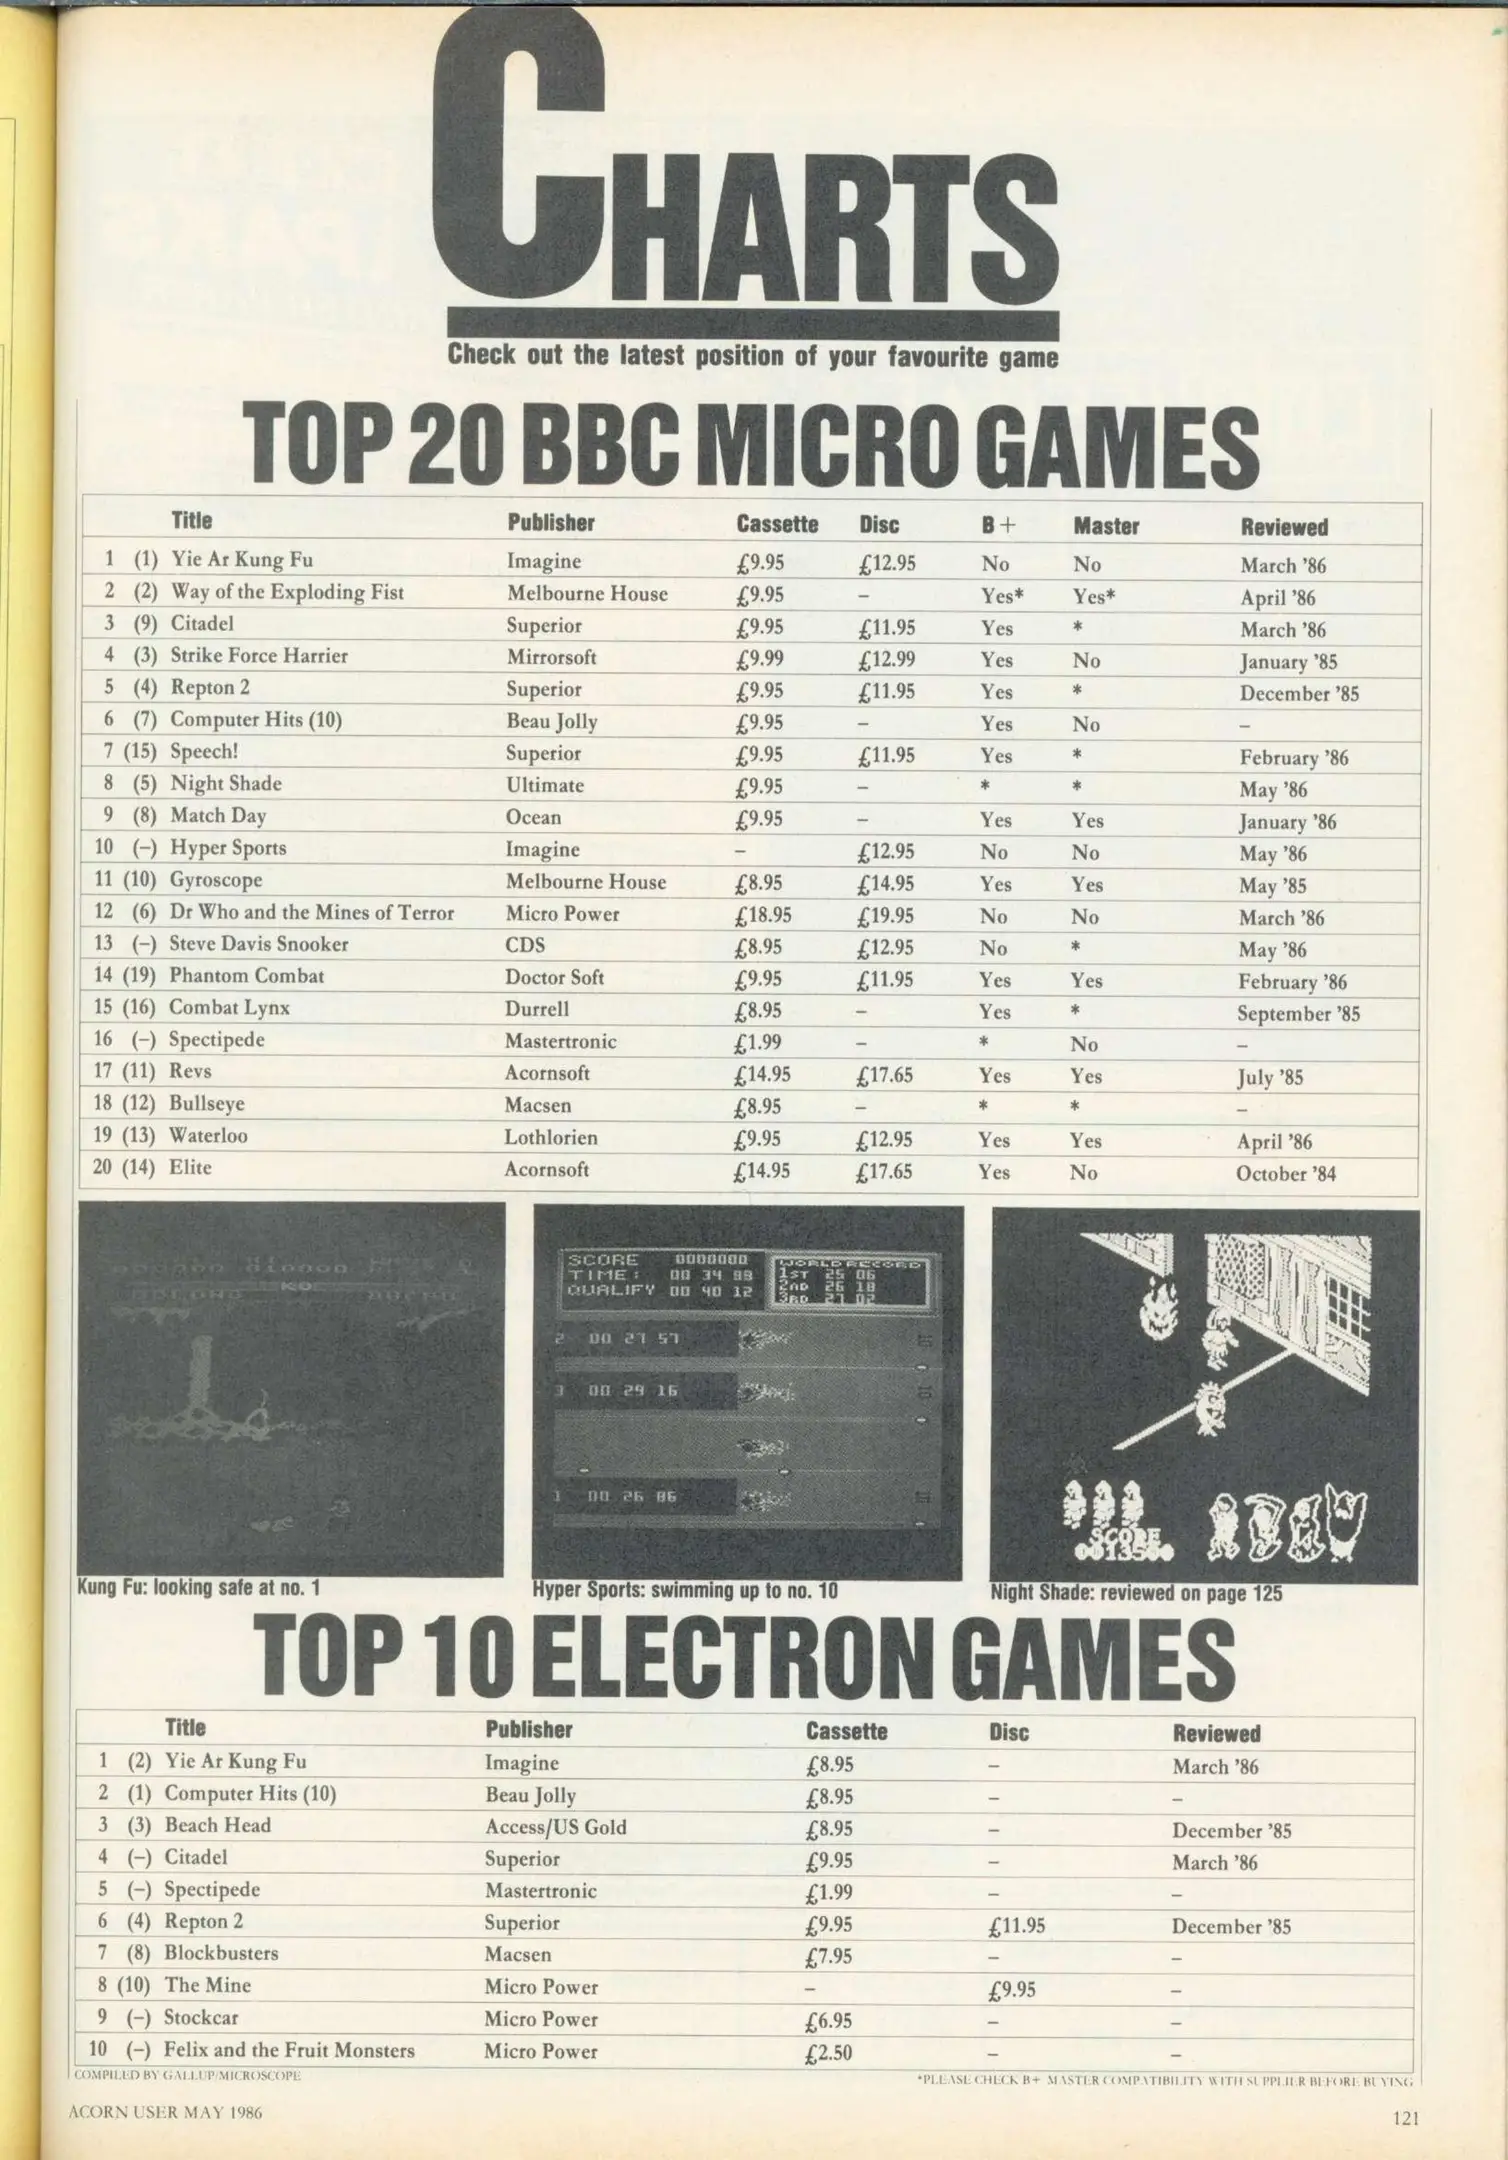 CHARTS
Check out the latest position of your favourite game
TOP 20 BBC MICRO GAMES
Title Publisher Cassette Disc B+ Master Reviewed
1 (1) Yie Ar Kung Fu Imagine £9.95 £12.95 No No March '86
2 (2) Way of the Exploding Fist Melbourne House £9.95 – Yes* Yes* April '86
3 (9) Citadel Superior £9.95 £11.95 Yes * March '86
4 (3) Strike Force Harrier Mirrorsoft £9.99 £12.99 Yes No January '85
5 (4) Repton 2 Superior £9.95 £11.95 Yes * December '85
6 (7) Computer Hits (10) Beau Jolly £9.95 – Yes No –
7 (15) Speech! Superior £9.95 £11.95 Yes * February '86
8 (5) Night Shade Ultimate £9.95 – * * May '86
9 (8) Match Day Ocean £9.95 – Yes Yes January '86
10 (–) Hyper Sports Imagine – £12.95 No No May '86
11 (10) Gyroscope Melbourne House £8.95 £14.95 Yes Yes May '85
12 (6) Dr Who and the Mines of Terror Micro Power £18.95 £19.95 No No March '86
13 (–) Steve Davis Snooker CDS £8.95 £12.95 No * May '86
14 (19) Phantom Combat Doctor Soft £9.95 £11.95 Yes Yes February '86
15 (16) Combat Lynx Durrell £8.95 – Yes * September '85
16 (–) Spectipede Mastertronic £1.99 – * No –
17 (11) Revs Acornsoft £14.95 £17.65 Yes Yes July '85
18 (12) Bullseye Macsen £8.95 – * * –
19 (13) Waterloo Lothlorien £9.95 £12.95 Yes Yes April '86
20 (14) Elite Acornsoft £14.95 £17.65 Yes No October '84
KO
SCORE 0000000
TIME: 00 34 98
QUALIFY 00 40 12
WORLD RECORD
1ST 25 06
2ND 26 18
3RD 27 02
2 00 27 57
3 00 29 16
1 00 26 86
SCORE
Kung Fu: looking safe at no. 1
Hyper Sports: swimming up to no. 10
Night Shade: reviewed on page 125
TOP 10 ELECTRON GAMES
Title Publisher Cassette Disc Reviewed
1 (2) Yie Ar Kung Fu Imagine £8.95 – March '86
2 (1) Computer Hits (10) Beau Jolly £8.95 – –
3 (3) Beach Head Access/US Gold £8.95 – December '85
4 (–) Citadel Superior £9.95 – March '86
5 (–) Spectipede Mastertronic £1.99 – –
6 (4) Repton 2 Superior £9.95 £11.95 December '85
7 (8) Blockbusters Macsen £7.95 – –
8 (10) The Mine Micro Power – £9.95 –
9 (–) Stockcar Micro Power £6.95 – –
10 (–) Felix and the Fruit Monsters Micro Power £2.50 – –
COMPILED BY GALLUP/MICROSCOPE
*PLEASE CHECK B+ MASTER COMPATIBILITY WITH SUPPLIER BEFORE BUYING
ACORN USER MAY 1986
121